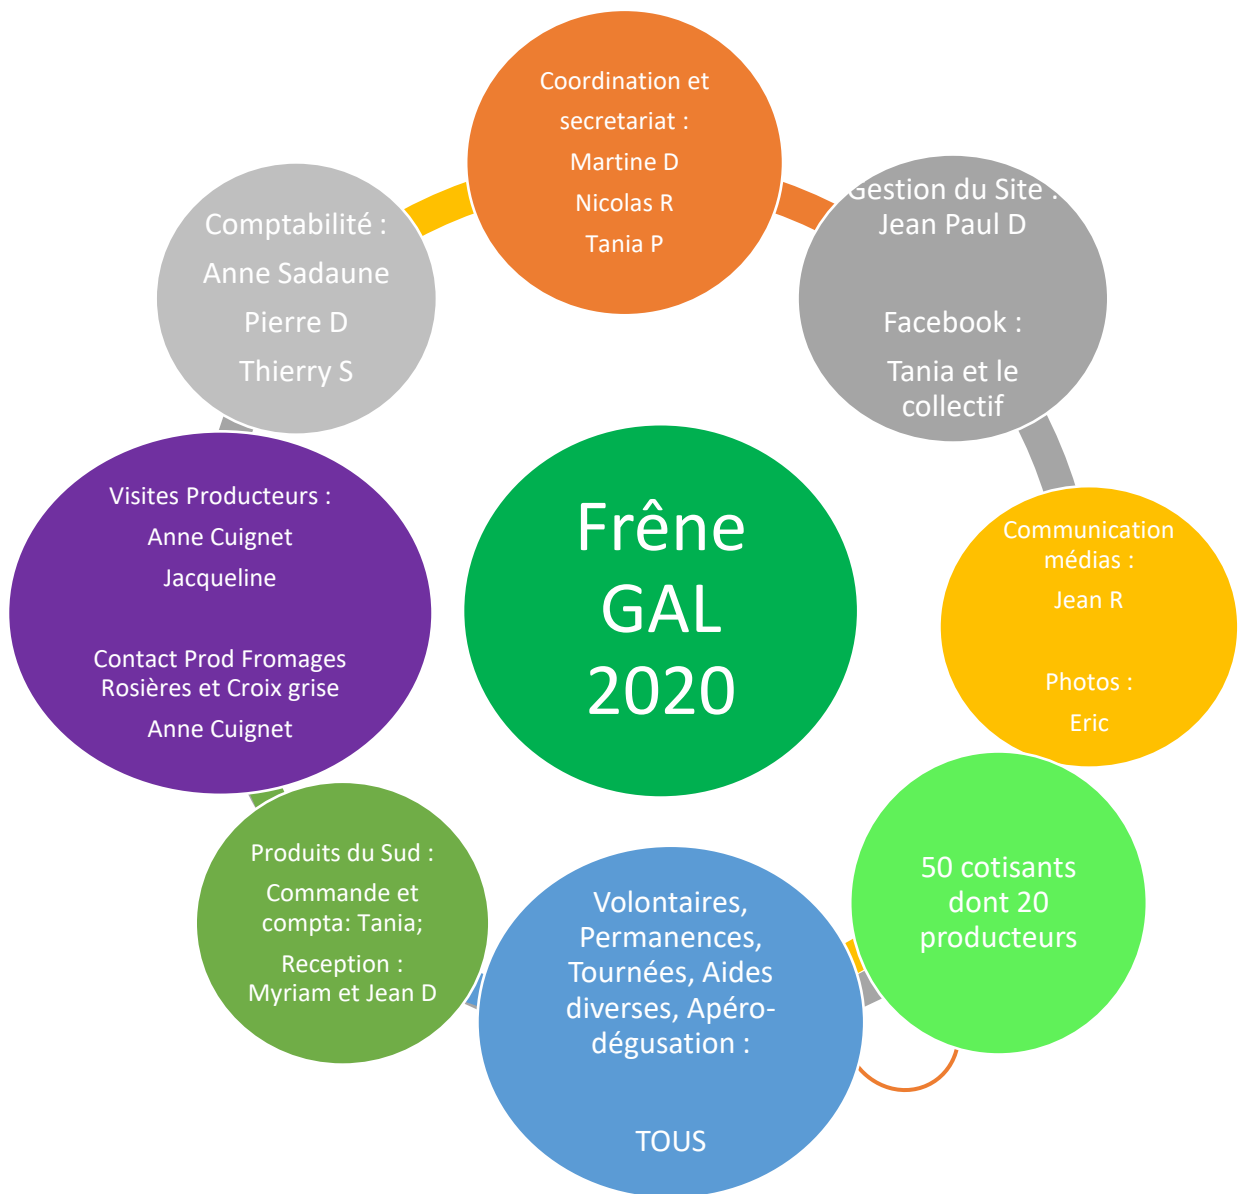 Coordination et
secretariat :
Martine D
Nicolas R
Tania P
Gestion du Site :
Jean Paul D
Facebook :
Tania et le
collectif
Communication
médias :
Jean R
Photos :
Eric
50 cotisants
dont 20
producteurs
Volontaires,
Permanences,
Tournées, Aides
diverses, Apéro-
dégusation :
TOUS
Produits du Sud :
Commande et
compta: Tania;
Reception :
Myriam et Jean D
Visites Producteurs :
Anne Cuignet
Jacqueline
Contact Prod Fromages
Rosières et Croix grise
Anne Cuignet
Comptabilité :
Anne Sadaune
Pierre D
Thierry S
Frêne
GAL
2020